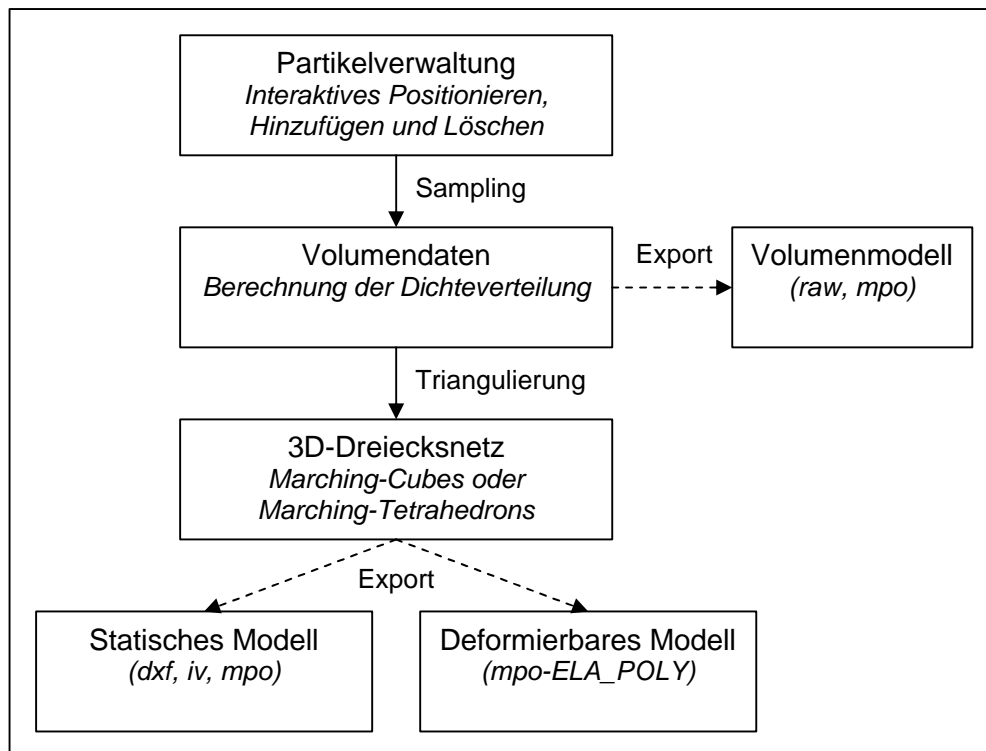 Partikelverwaltung
Interaktives Positionieren,
Hinzufügen und Löschen
Sampling
Volumendaten
Berechnung der Dichteverteilung
Export
Volumenmodell
(raw, mpo)
Triangulierung
3D-Dreiecksnetz
Marching-Cubes oder
Marching-Tetrahedrons
Export
Statisches Modell
(dxf, iv, mpo)
Deformierbares Modell
(mpo-ELA_POLY)